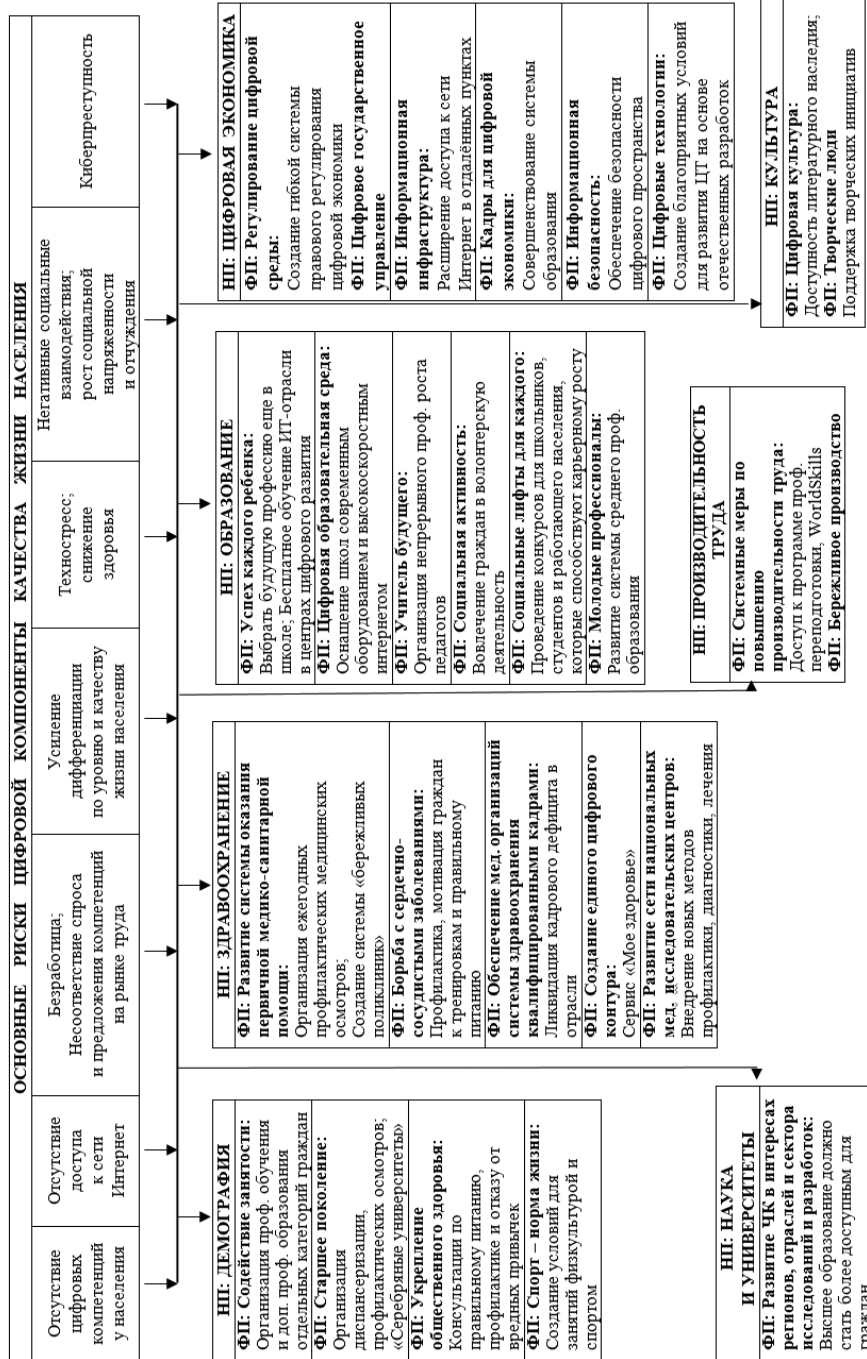 ОСНОВНЫЕ РИСКИ ЦИФРОВОЙ КОМПОНЕНТЫ КАЧЕСТВА ЖИЗНИ НАСЕЛЕНИЯ
Отсутствие
цифровых
компетенций
у населения
Отсутствие
доступа
к сети
Интернет
Безработица;
Несоответствие спроса
и предложения компетенций
на рынке труда
Усиление
дифференциации
по уровню и качеству
жизни населения
Техностресс;
снижение
здоровья
Негативные социальные
взаимодействия;
рост социальной
напряженности
и отчуждения
Киберпреступность
НП: ДЕМОГРАФИЯ
ФП: Содействие занятости:
Организация проф. обучения
и доп. проф. образования
отдельных категорий граждан
ФП: Старшее поколение:
Организация
диспансеризации,
профилактических осмотров;
«Серебряные университеты»
ФП: Укрепление
общественного здоровья:
Консультации по
правильному питанию,
профилактике и отказу от
вредных привычек
ФП: Спорт – норма жизни:
Создание условий для
занятий физкультурой и
спортом
НП: ЗДРАВООХРАНЕНИЕ
ФП: Развитие системы оказания
первичной медико-санитарной
помощи:
Организация ежегодных
профилактических медицинских
осмотров;
Создание системы «бережливых
поликлиник»
ФП: Борьба с сердечно-
сосудистыми заболеваниями:
Профилактика, мотивация граждан
к тренировкам и правильному
питанию
ФП: Обеспечение мед. организаций
системы здравоохранения
квалифицированными кадрами:
Ликвидация кадрового дефицита в
отрасли
ФП: Создание единого цифрового
контура:
Сервис «Мое здоровье»
ФП: Развитие сети национальных
мед. исследовательских центров:
Внедрение новых методов
профилактики, диагностики, лечения
НП: ОБРАЗОВАНИЕ
ФП: Успех каждого ребенка:
Выбрать будущую профессию еще в
школе; Бесплатное обучение ИТ-отрасли
в центрах цифрового развития
ФП: Цифровая образовательная среда:
Оснащение школ современным
оборудованием и высокоскоростным
интернетом
ФП: Учитель будущего:
Организация непрерывного проф. роста
педагогов
ФП: Социальная активность:
Вовлечение граждан в волонтерскую
деятельность
ФП: Социальные лифты для каждого:
Проведение конкурсов для школьников,
студентов и работающего населения,
которые способствуют карьерному росту
ФП: Молодые профессионалы:
Развитие системы среднего проф.
образования
НП: ЦИФРОВАЯ ЭКОНОМИКА
ФП: Регулирование цифровой
среды:
Создание гибкой системы
правового регулирования
цифровой экономики
ФП: Цифровое государственное
управление
ФП: Информационная
инфраструктура:
Расширение доступа к сети
Интернет в отдалённых пунктах
ФП: Кадры для цифровой
экономики:
Совершенствование системы
образования
ФП: Информационная
безопасность:
Обеспечение безопасности
цифрового пространства
ФП: Цифровые технологии:
Создание благоприятных условий
для развития ЦТ на основе
отечественных разработок
НП: НАУКА
И УНИВЕРСИТЕТЫ
ФП: Развитие ЧК в интересах
регионов, отраслей и сектора
исследований и разработок:
Высшее образование должно
стать более доступным для
граждан
НП: ПРОИЗВОДИТЕЛЬНОСТЬ
ТРУДА
ФП: Системные меры по
повышению
производительности труда:
Доступ к программе проф.
переподготовки, WorldSkills
ФП: Бережливое производство
НП: КУЛЬТУРА
ФП: Цифровая культура:
Доступность литературного наследия;
ФП: Творческие люди
Поддержка творческих инициатив